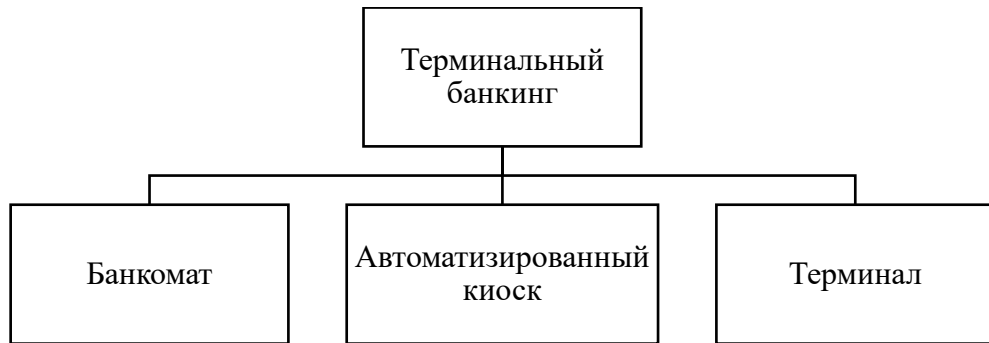 Терминальный
банкинг
Банкомат
Автоматизированный
киоск
Терминал